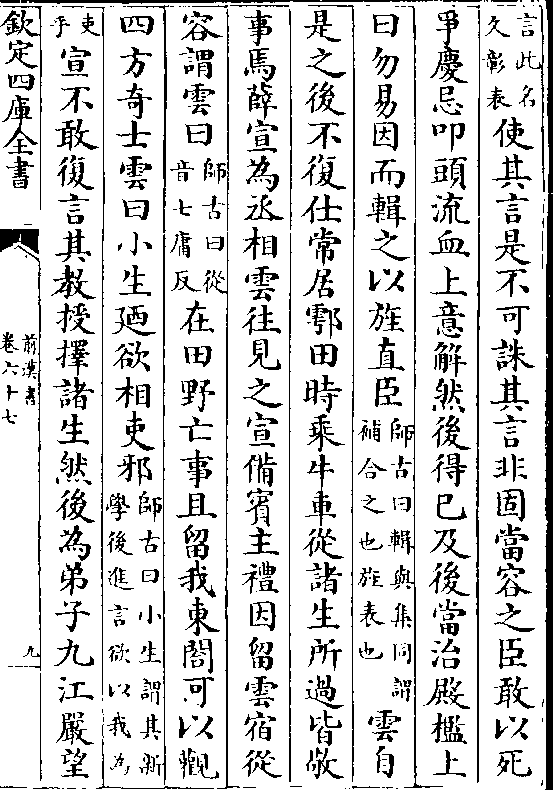 言此名
久彰表
使其言是不可誅其言非固當容之臣敢以死
爭慶忌叩頭流血上意解然後得已及後當治殿檻上
曰勿易因而輯之以旌直臣
師古曰輯與集同謂
補合之也旌表也
雲自
是之後不復仕常居鄠田時乘牛車從諸生所過皆敬
事焉薛宣為丞相雲往見之宣備賓主禮因留雲宿從
容謂雲曰
師古曰從
音七庸反
在田野亡事且留我東閤可以觀
四方奇士雲曰小生廼欲相吏邪
師古曰小生謂其新
學後進言欲以我為
吏
乎
宣不敢復言其教授擇諸生然後為弟子九江嚴望
欽定四庫全書
前漢書
卷六十七
九